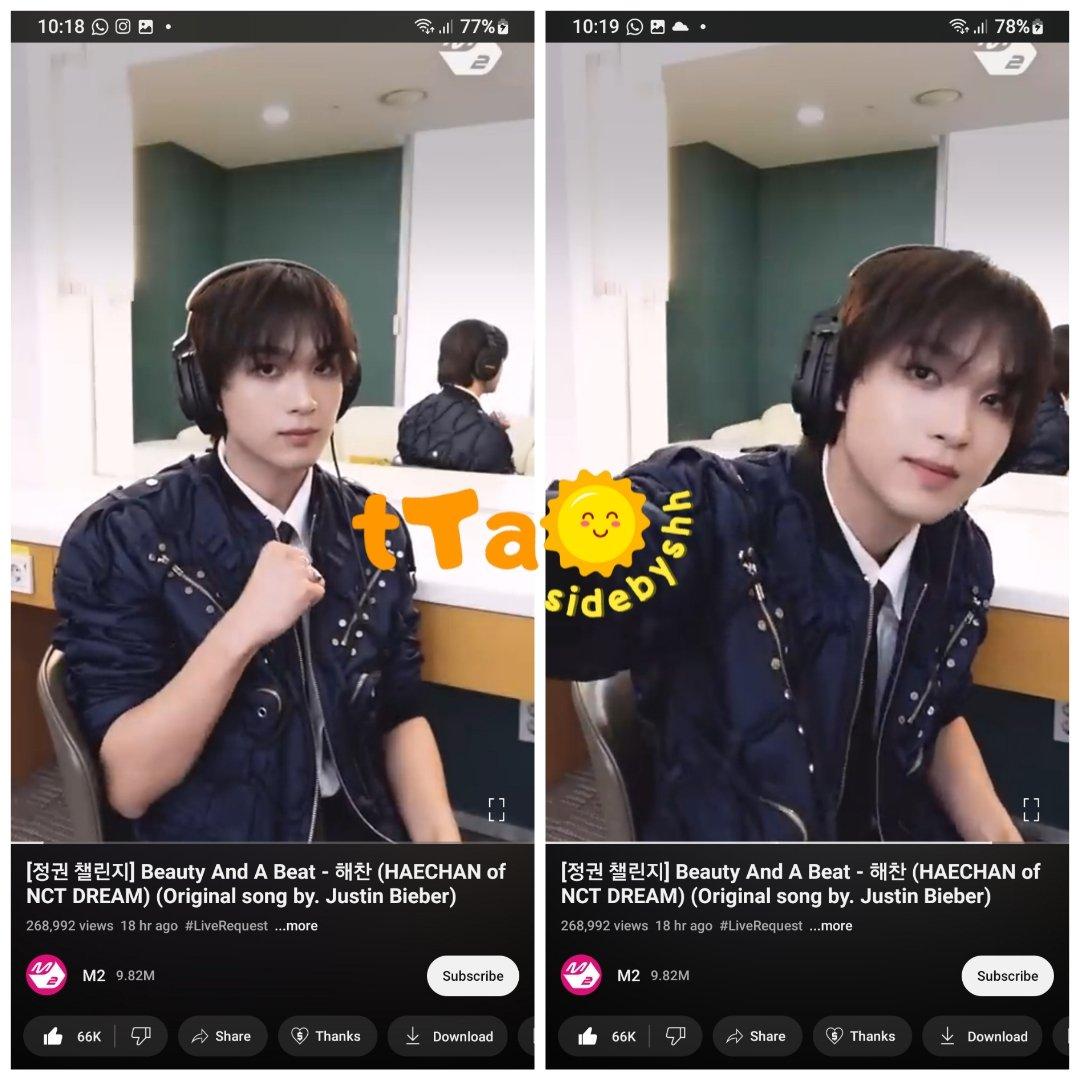 10:18
77%
M2
[정권 챌린지] Beauty And A Beat - 해찬 (HAECHAN of
NCT DREAM) (Original song by. Justin Bieber)
268,992 views 18 hr ago #LiveRequest ...more
M2 9.82M
Subscribe
66K
Share
Thanks
Download
10:19
78%
M2
[정권 챌린지] Beauty And A Beat - 해찬 (HAECHAN of
NCT DREAM) (Original song by. Justin Bieber)
268,992 views 18 hr ago #LiveRequest ...more
M2 9.82M
Subscribe
66K
Share
Thanks
Download
tTa
sidebyshh